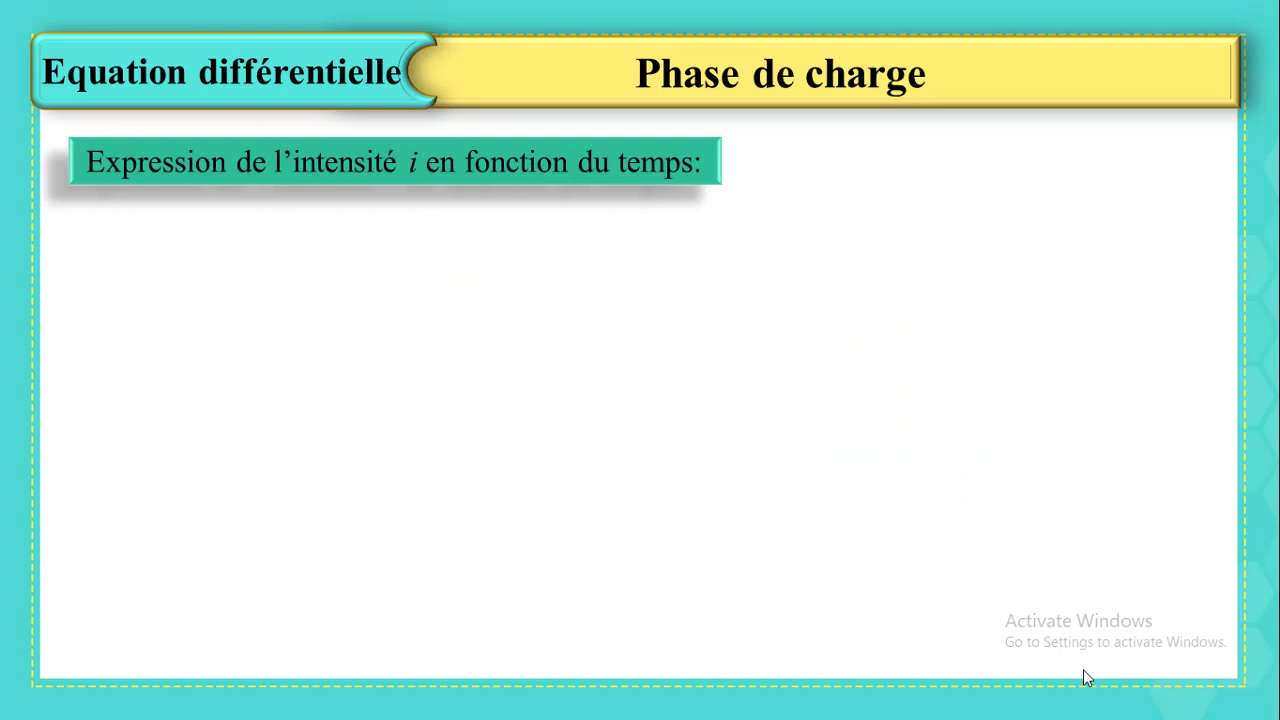 Equation différentielle
Phase de charge
Expression de l’intensité i en fonction du temps:
Activate Windows
Go to Settings to activate Windows.